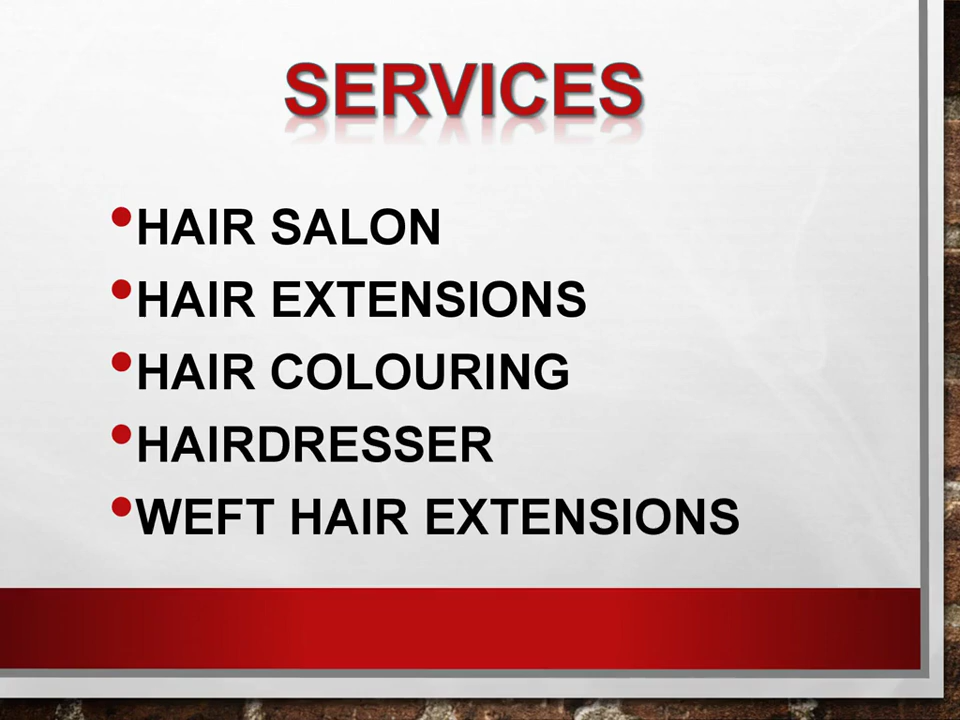 SERVICES
•HAIR SALON
•HAIR EXTENSIONS
•HAIR COLOURING
•HAIRDRESSER
•WEFT HAIR EXTENSIONS